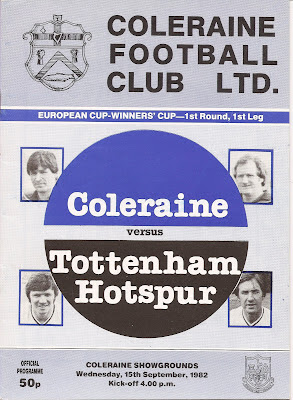 COLERAINE
FOOTBALL
CLUB LTD.
EUROPEAN CUP-WINNERS' CUP—1st Round, 1st Leg
Coleraine
versus
Tottenham
Hotspur
OFFICIAL
PROGRAMME
50p
COLERAINE SHOWGROUNDS
Wednesday, 15th September, 1982
Kick-off 4.00 p.m.